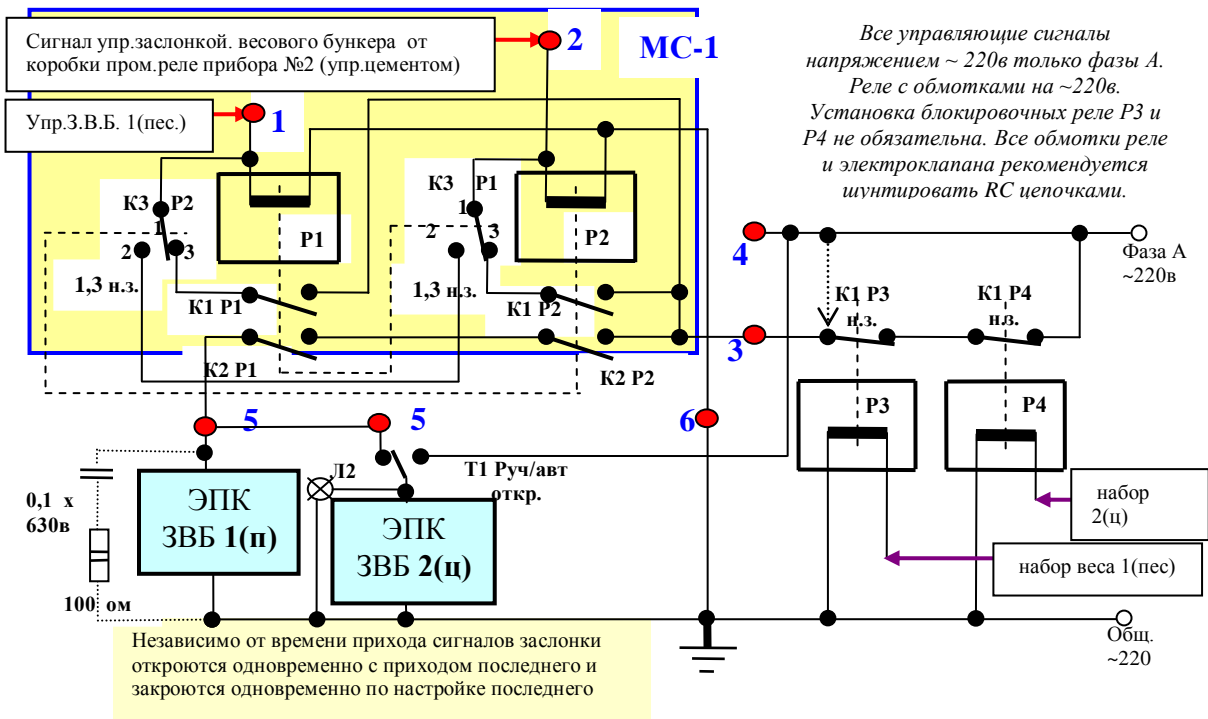 Сигнал упр.заслонкой. весового бункера от
коробки пром.реле прибора №2 (упр.цементом)
2
МС-1
Все управляющие сигналы
напряжением ~ 220в только фазы А.
Реле с обмотками на ~220в.
Установка блокировочных реле Р3 и
Р4 не обязательна. Все обмотки реле
и электроклапана рекомендуется
шунтировать RC цепочками.
Упр.З.В.Б. 1(пес.)
1
К3 Р2
1
2 3
1,3 н.з.
Р1
К3 Р1
1
2 3
1,3 н.з.
Р2
К1 Р1
К2 Р1
К1 Р2
К2 Р2
4
Фаза А
~220в
К1 Р3
н.з.
К1 Р4
н.з.
3
Р3
Р4
6
5
5
Л2
Т1 Руч/авт
откр.
0,1 х
630в
100 ом
ЭПК
ЗВБ 1(п)
ЭПК
ЗВБ 2(ц)
набор
2(ц)
набор веса 1(пес)
Общ.
~220
Независимо от времени прихода сигналов заслонки
откроются одновременно с приходом последнего и
закроются одновременно по настройке последнего